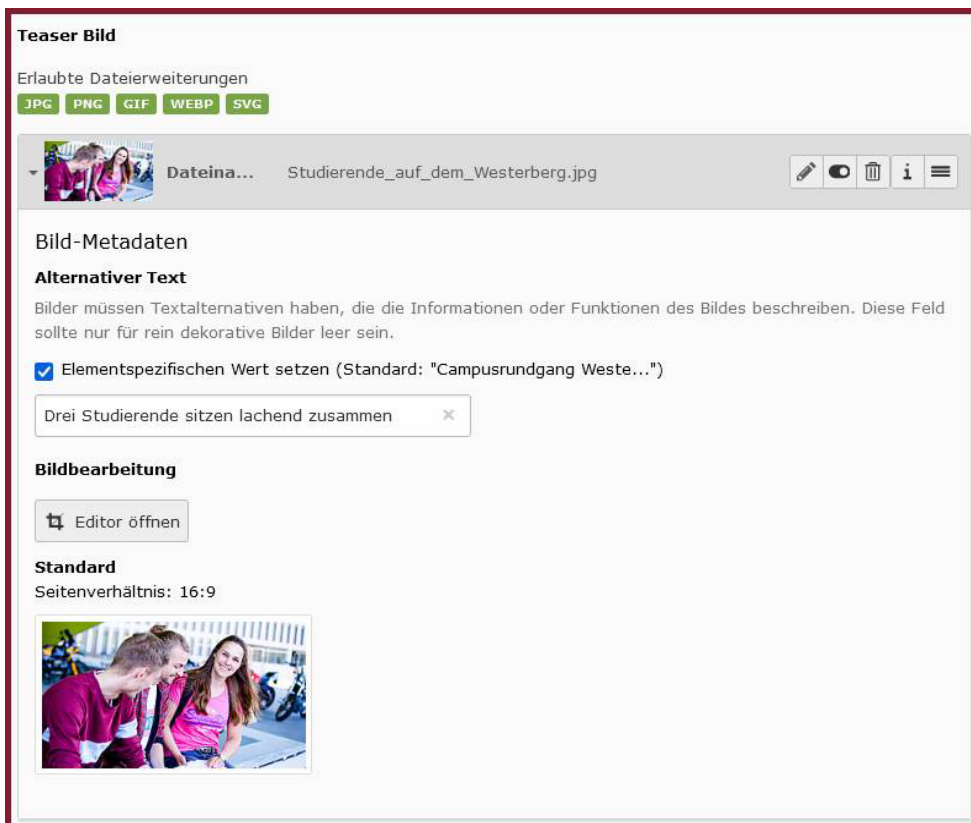 Teaser Bild
Erlaubte Dateierweiterungen
JPG PNG GIF WEBP SVG
Dateina... Studierende_auf_dem_Westerberg.jpg
Bild-Metadaten
Alternativer Text
Bilder müssen Textalternativen haben, die die Informationen oder Funktionen des Bildes beschreiben. Diese Feld
sollte nur für rein dekorative Bilder leer sein.
Elementspezifischen Wert setzen (Standard: "Campusrundgang Weste...")
Drei Studierende sitzen lachend zusammen
Bildbearbeitung
Editor öffnen
Standard
Seitenverhältnis: 16:9